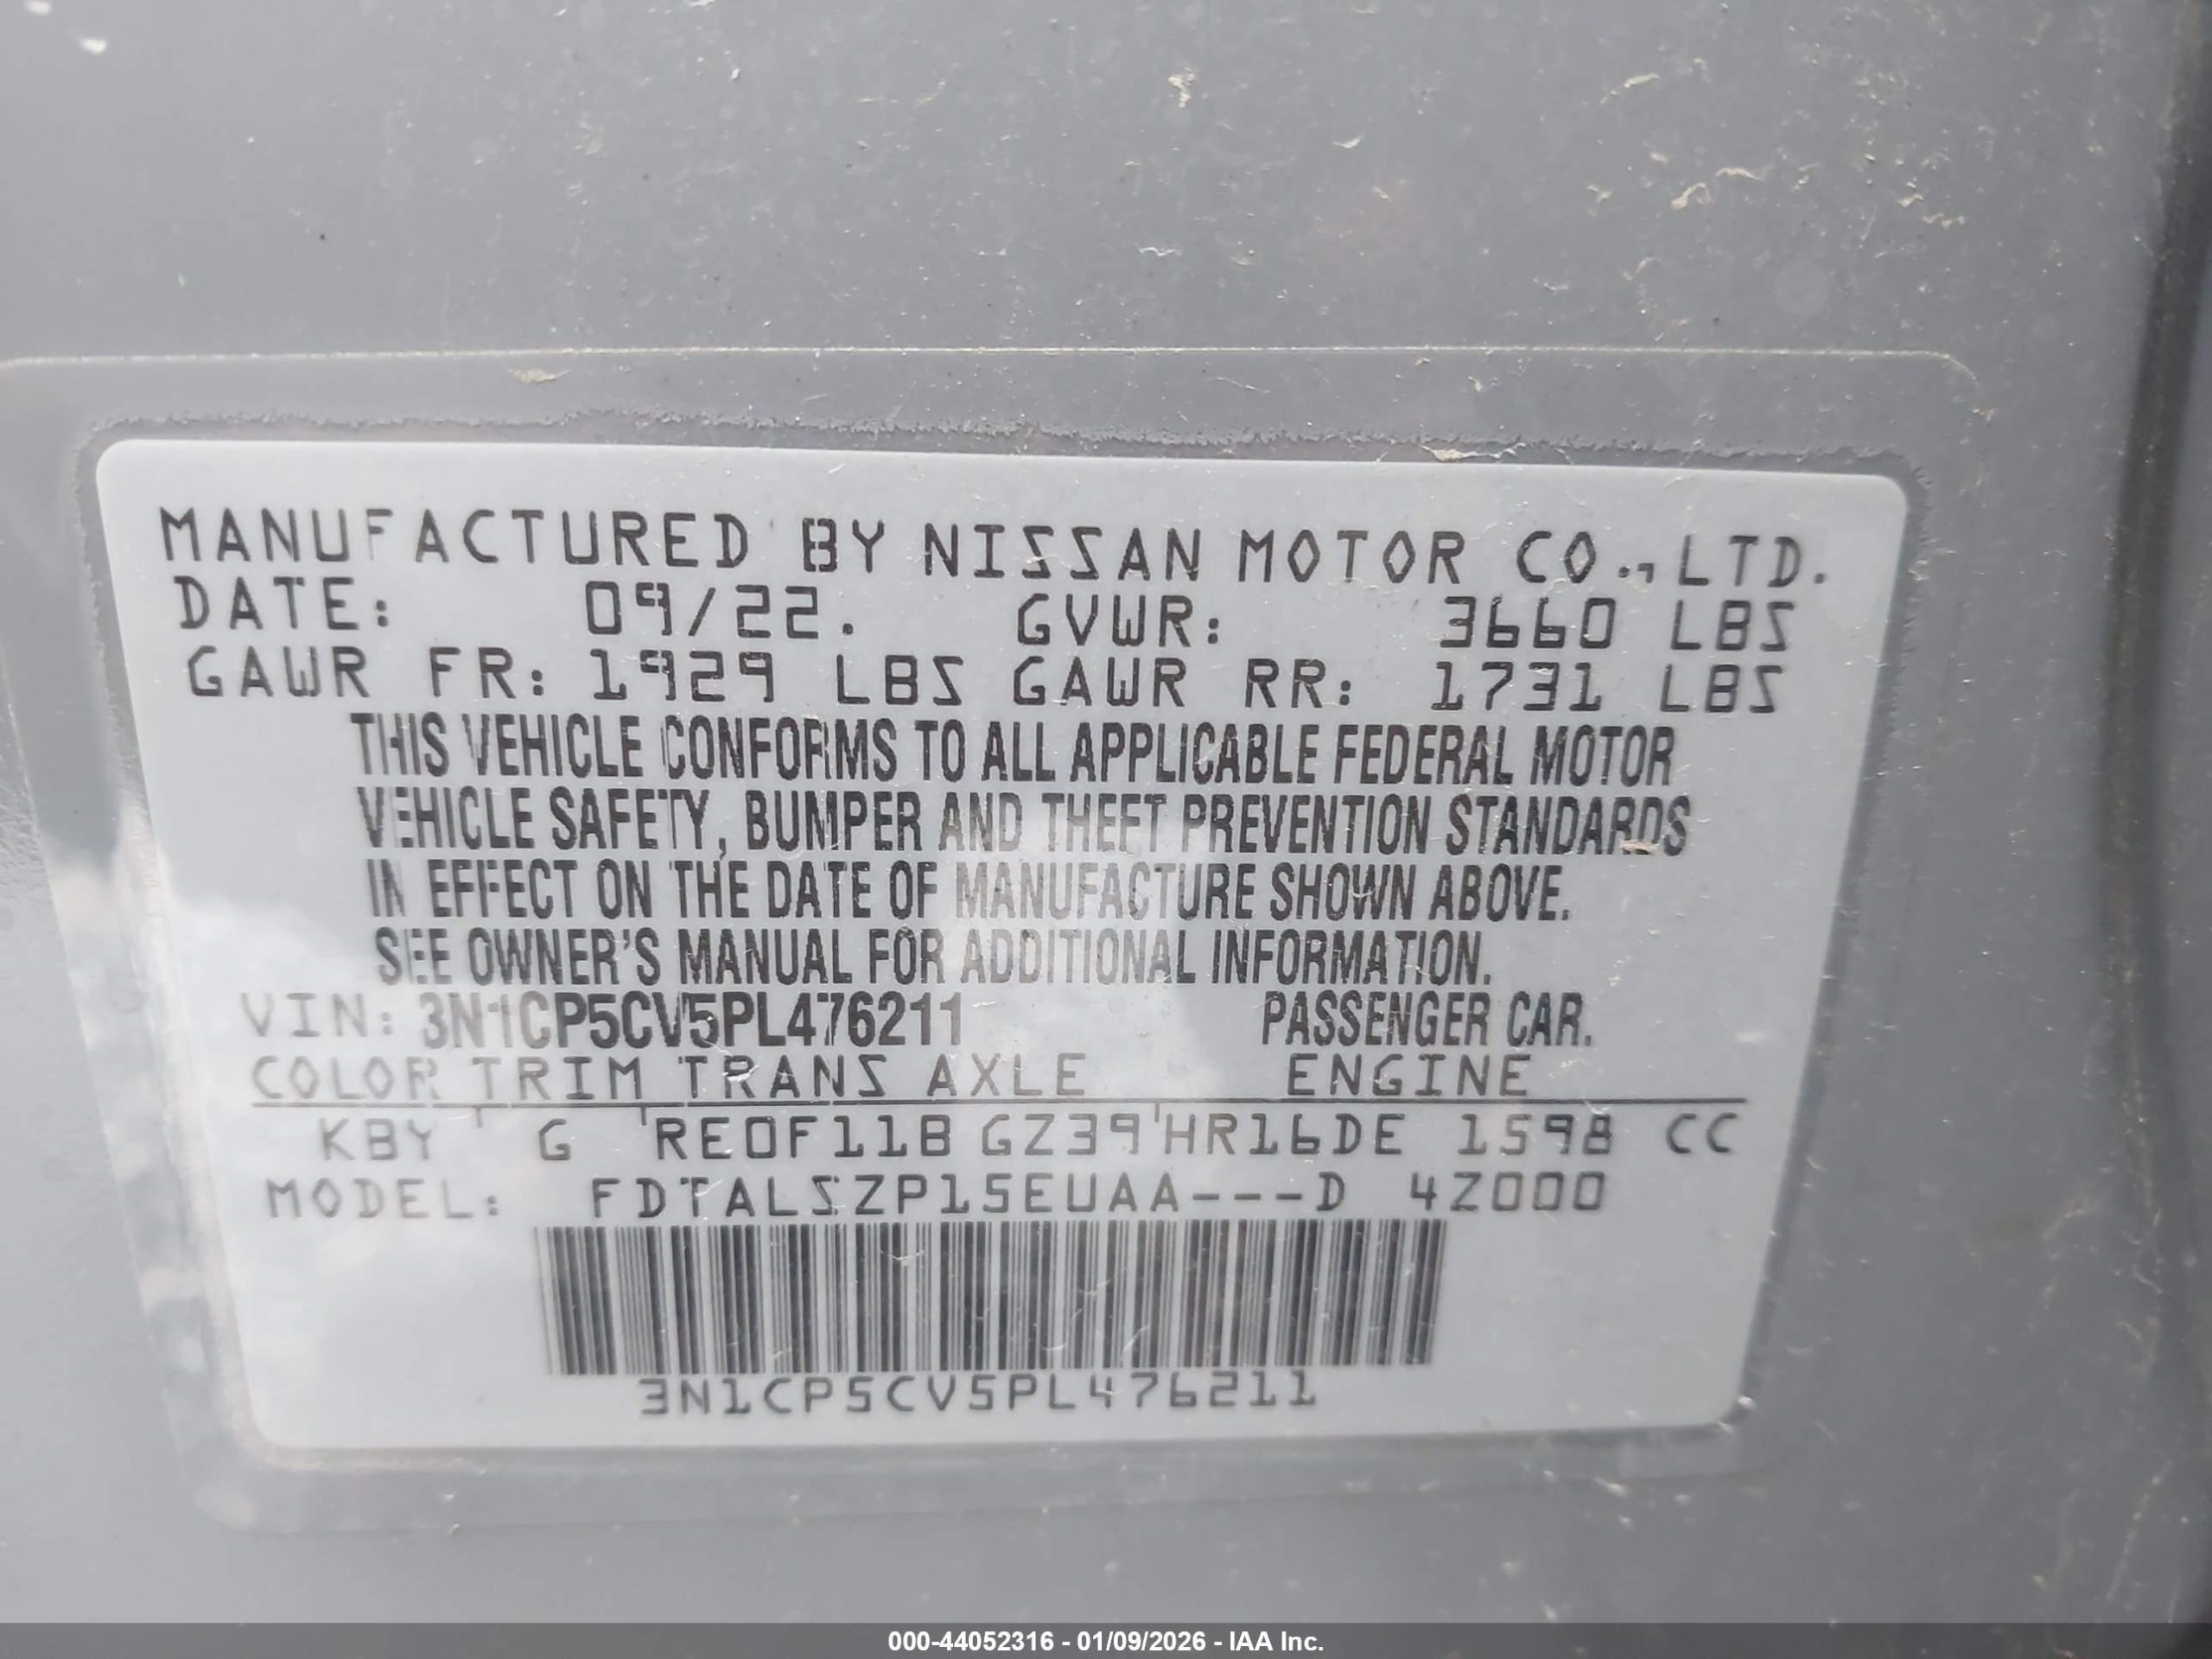 MANUFACTURED BY NISSAN MOTOR CO., LTD.
DATE: 09/22. GVWR: 3660 LBS
GAWR FR: 1929 LBS GAWR RR: 1731 LBS
THIS VEHICLE CONFORMS TO ALL APPLICABLE FEDERAL MOTOR
VEHICLE SAFETY, BUMPER AND THEFT PREVENTION STANDARDS
IN EFFECT ON THE DATE OF MANUFACTURE SHOWN ABOVE.
SEE OWNER'S MANUAL FOR ADDITIONAL INFORMATION.
VIN: 3N1CP5CV5PL476211 PASSENGER CAR.
COLOR TRIM TRANS AXLE ENGINE
KBY G RE0F11B GZ39 HR16DE 1598 CC
MODEL: FDTALSZP15EUAA---D 4Z000
3N1CP5CV5PL476211
000-44052316 - 01/09/2026 - IAA Inc.